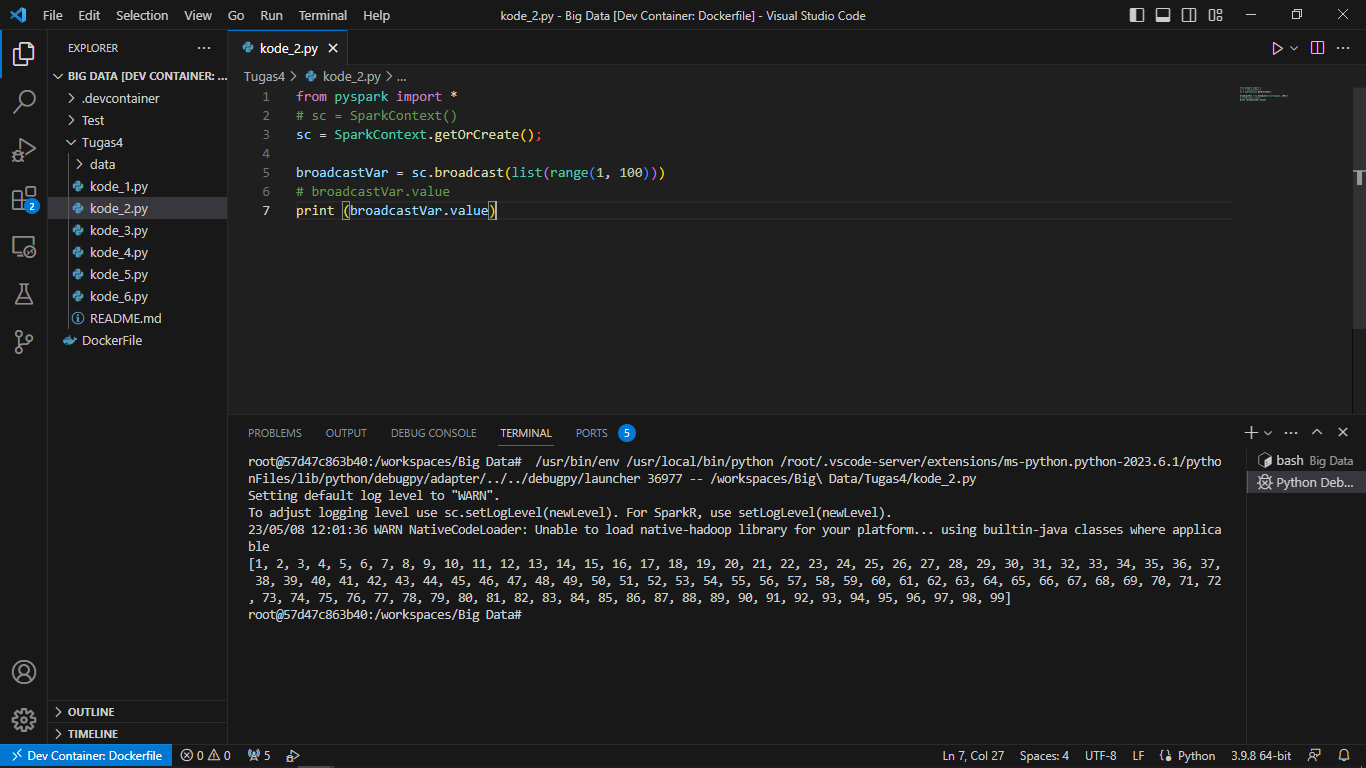 File Edit Selection View Go Run Terminal Help
kode_2.py - Big Data [Dev Container: Dockerfile] - Visual Studio Code
EXPLORER
BIG DATA [DEV CONTAINER: ...
.devcontainer
Test
Tugas4
data
kode_1.py
kode_2.py
kode_3.py
kode_4.py
kode_5.py
kode_6.py
README.md
DockerFile
OUTLINE
TIMELINE
2
kode_2.py
Tugas4 > kode_2.py > ...
1 from pyspark import *
2 # sc = SparkContext()
3 sc = SparkContext.getOrCreate();
4
5 broadcastVar = sc.broadcast(list(range(1, 100)))
6 # broadcastVar.value
7 print (broadcastVar.value)
PROBLEMS OUTPUT DEBUG CONSOLE TERMINAL PORTS 5
root@57d47c863b40:/workspaces/Big Data#  /usr/bin/env /usr/local/bin/python /root/.vscode-server/extensions/ms-python.python-2023.6.1/pytho
nFiles/lib/python/debugpy/adapter/../../debugpy/launcher 36977 -- /workspaces/Big\ Data/Tugas4/kode_2.py
Setting default log level to "WARN".
To adjust logging level use sc.setLogLevel(newLevel). For SparkR, use setLogLevel(newLevel).
23/05/08 12:01:36 WARN NativeCodeLoader: Unable to load native-hadoop library for your platform... using builtin-java classes where applica
ble
[1, 2, 3, 4, 5, 6, 7, 8, 9, 10, 11, 12, 13, 14, 15, 16, 17, 18, 19, 20, 21, 22, 23, 24, 25, 26, 27, 28, 29, 30, 31, 32, 33, 34, 35, 36, 37,
38, 39, 40, 41, 42, 43, 44, 45, 46, 47, 48, 49, 50, 51, 52, 53, 54, 55, 56, 57, 58, 59, 60, 61, 62, 63, 64, 65, 66, 67, 68, 69, 70, 71, 72
, 73, 74, 75, 76, 77, 78, 79, 80, 81, 82, 83, 84, 85, 86, 87, 88, 89, 90, 91, 92, 93, 94, 95, 96, 97, 98, 99]
root@57d47c863b40:/workspaces/Big Data#
bash Big Data
Python Deb...
Dev Container: Dockerfile 0 0 5
Ln 7, Col 27 Spaces: 4 UTF-8 LF Python 3.9.8 64-bit